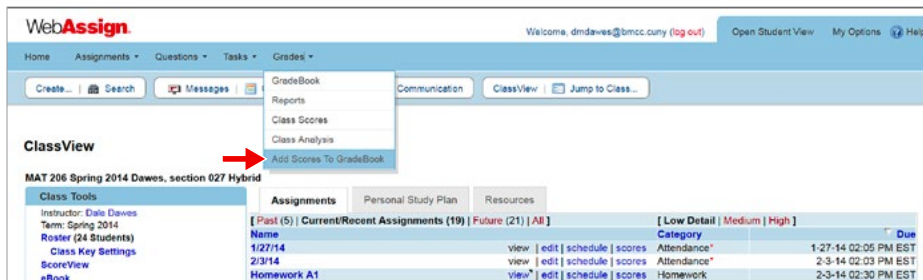 WebAssign.
Welcome, dmdawes@bmcc.cuny (log out)
Open Student View My Options Help
Home Assignments Questions Tasks Grades
GradeBook
Reports
Class Scores
Class Analysis
Add Scores To GradeBook
Create... | Search
Messages |
Communication
ClassView | Jump to Class...
ClassView
MAT 206 Spring 2014 Dawes, section 027 Hybrid
Class Tools
Instructor: Dale Dawes
Term: Spring 2014
Roster (24 Students)
Class Key Settings
ScoreView
eBook
Assignments Personal Study Plan Resources
[ Past (5) | Current/Recent Assignments (19) | Future (21) | All ] [ Low Detail | Medium | High ]
Name Category Due
1/27/14 view | edit | schedule | scores Attendance* 1-27-14 02:05 PM EST
2/3/14 view | edit | schedule | scores Attendance* 2-3-14 02:03 PM EST
Homework A1 view* | edit | schedule | scores Homework 2-3-14 02:30 PM EST